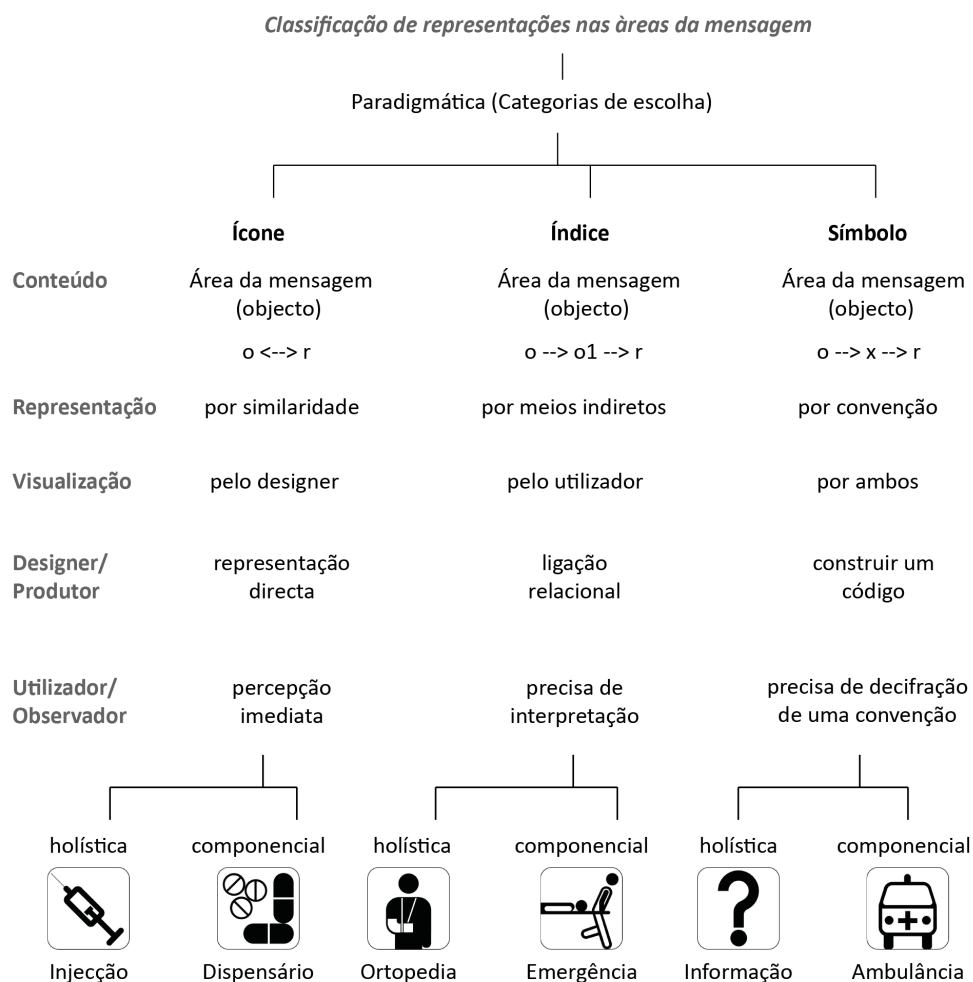 Classificação de representações nas àreas da mensagem
Paradigmática (Categorias de escolha)
Ícone Índice Símbolo
Conteúdo Área da mensagem Área da mensagem Área da mensagem
(objecto) (objecto) (objecto)
o <--> r o --> o1 --> r o --> x --> r
Representação por similaridade por meios indiretos por convenção
Visualização pelo designer pelo utilizador por ambos
Designer/ representação ligação construir um
Produtor directa relacional código
Utilizador/ percepção precisa de precisa de decifração
Observador imediata interpretação de uma convenção
holística componencial holística componencial holística componencial
Injecção Dispensário Ortopedia Emergência Informação Ambulância